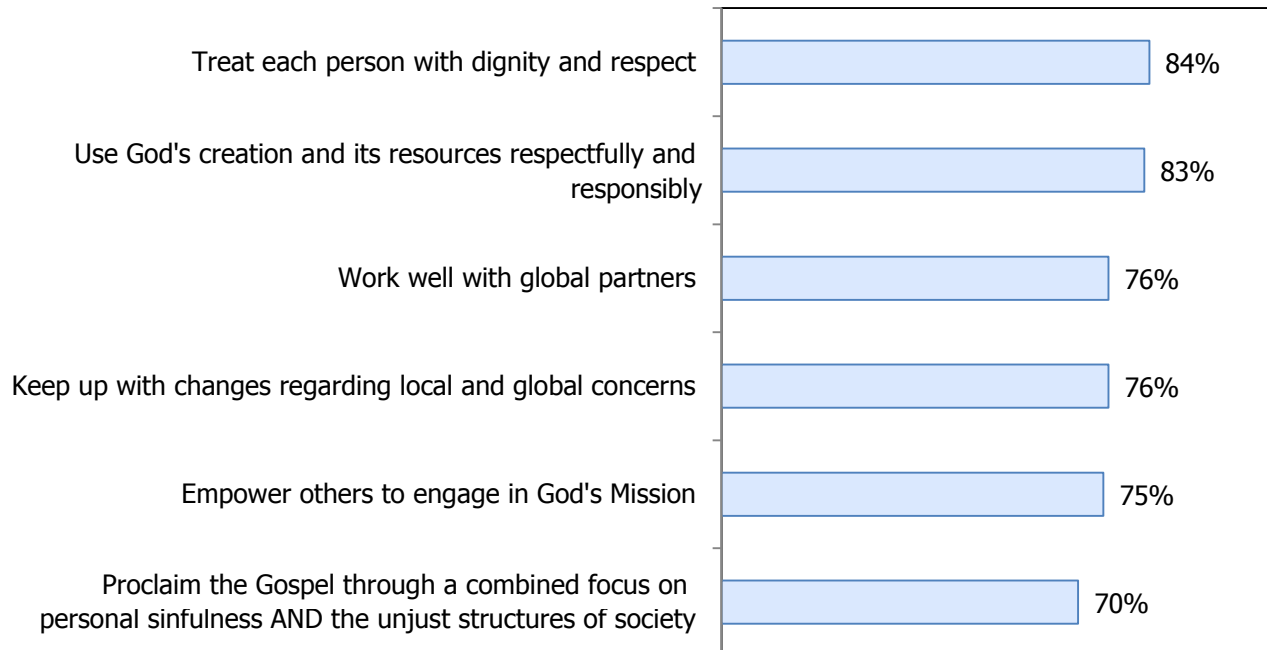 Treat each person with dignity and respect
84%
Use God's creation and its resources respectfully and
responsibly
83%
Work well with global partners
76%
Keep up with changes regarding local and global concerns
76%
Empower others to engage in God's Mission
75%
Proclaim the Gospel through a combined focus on
personal sinfulness AND the unjust structures of society
70%